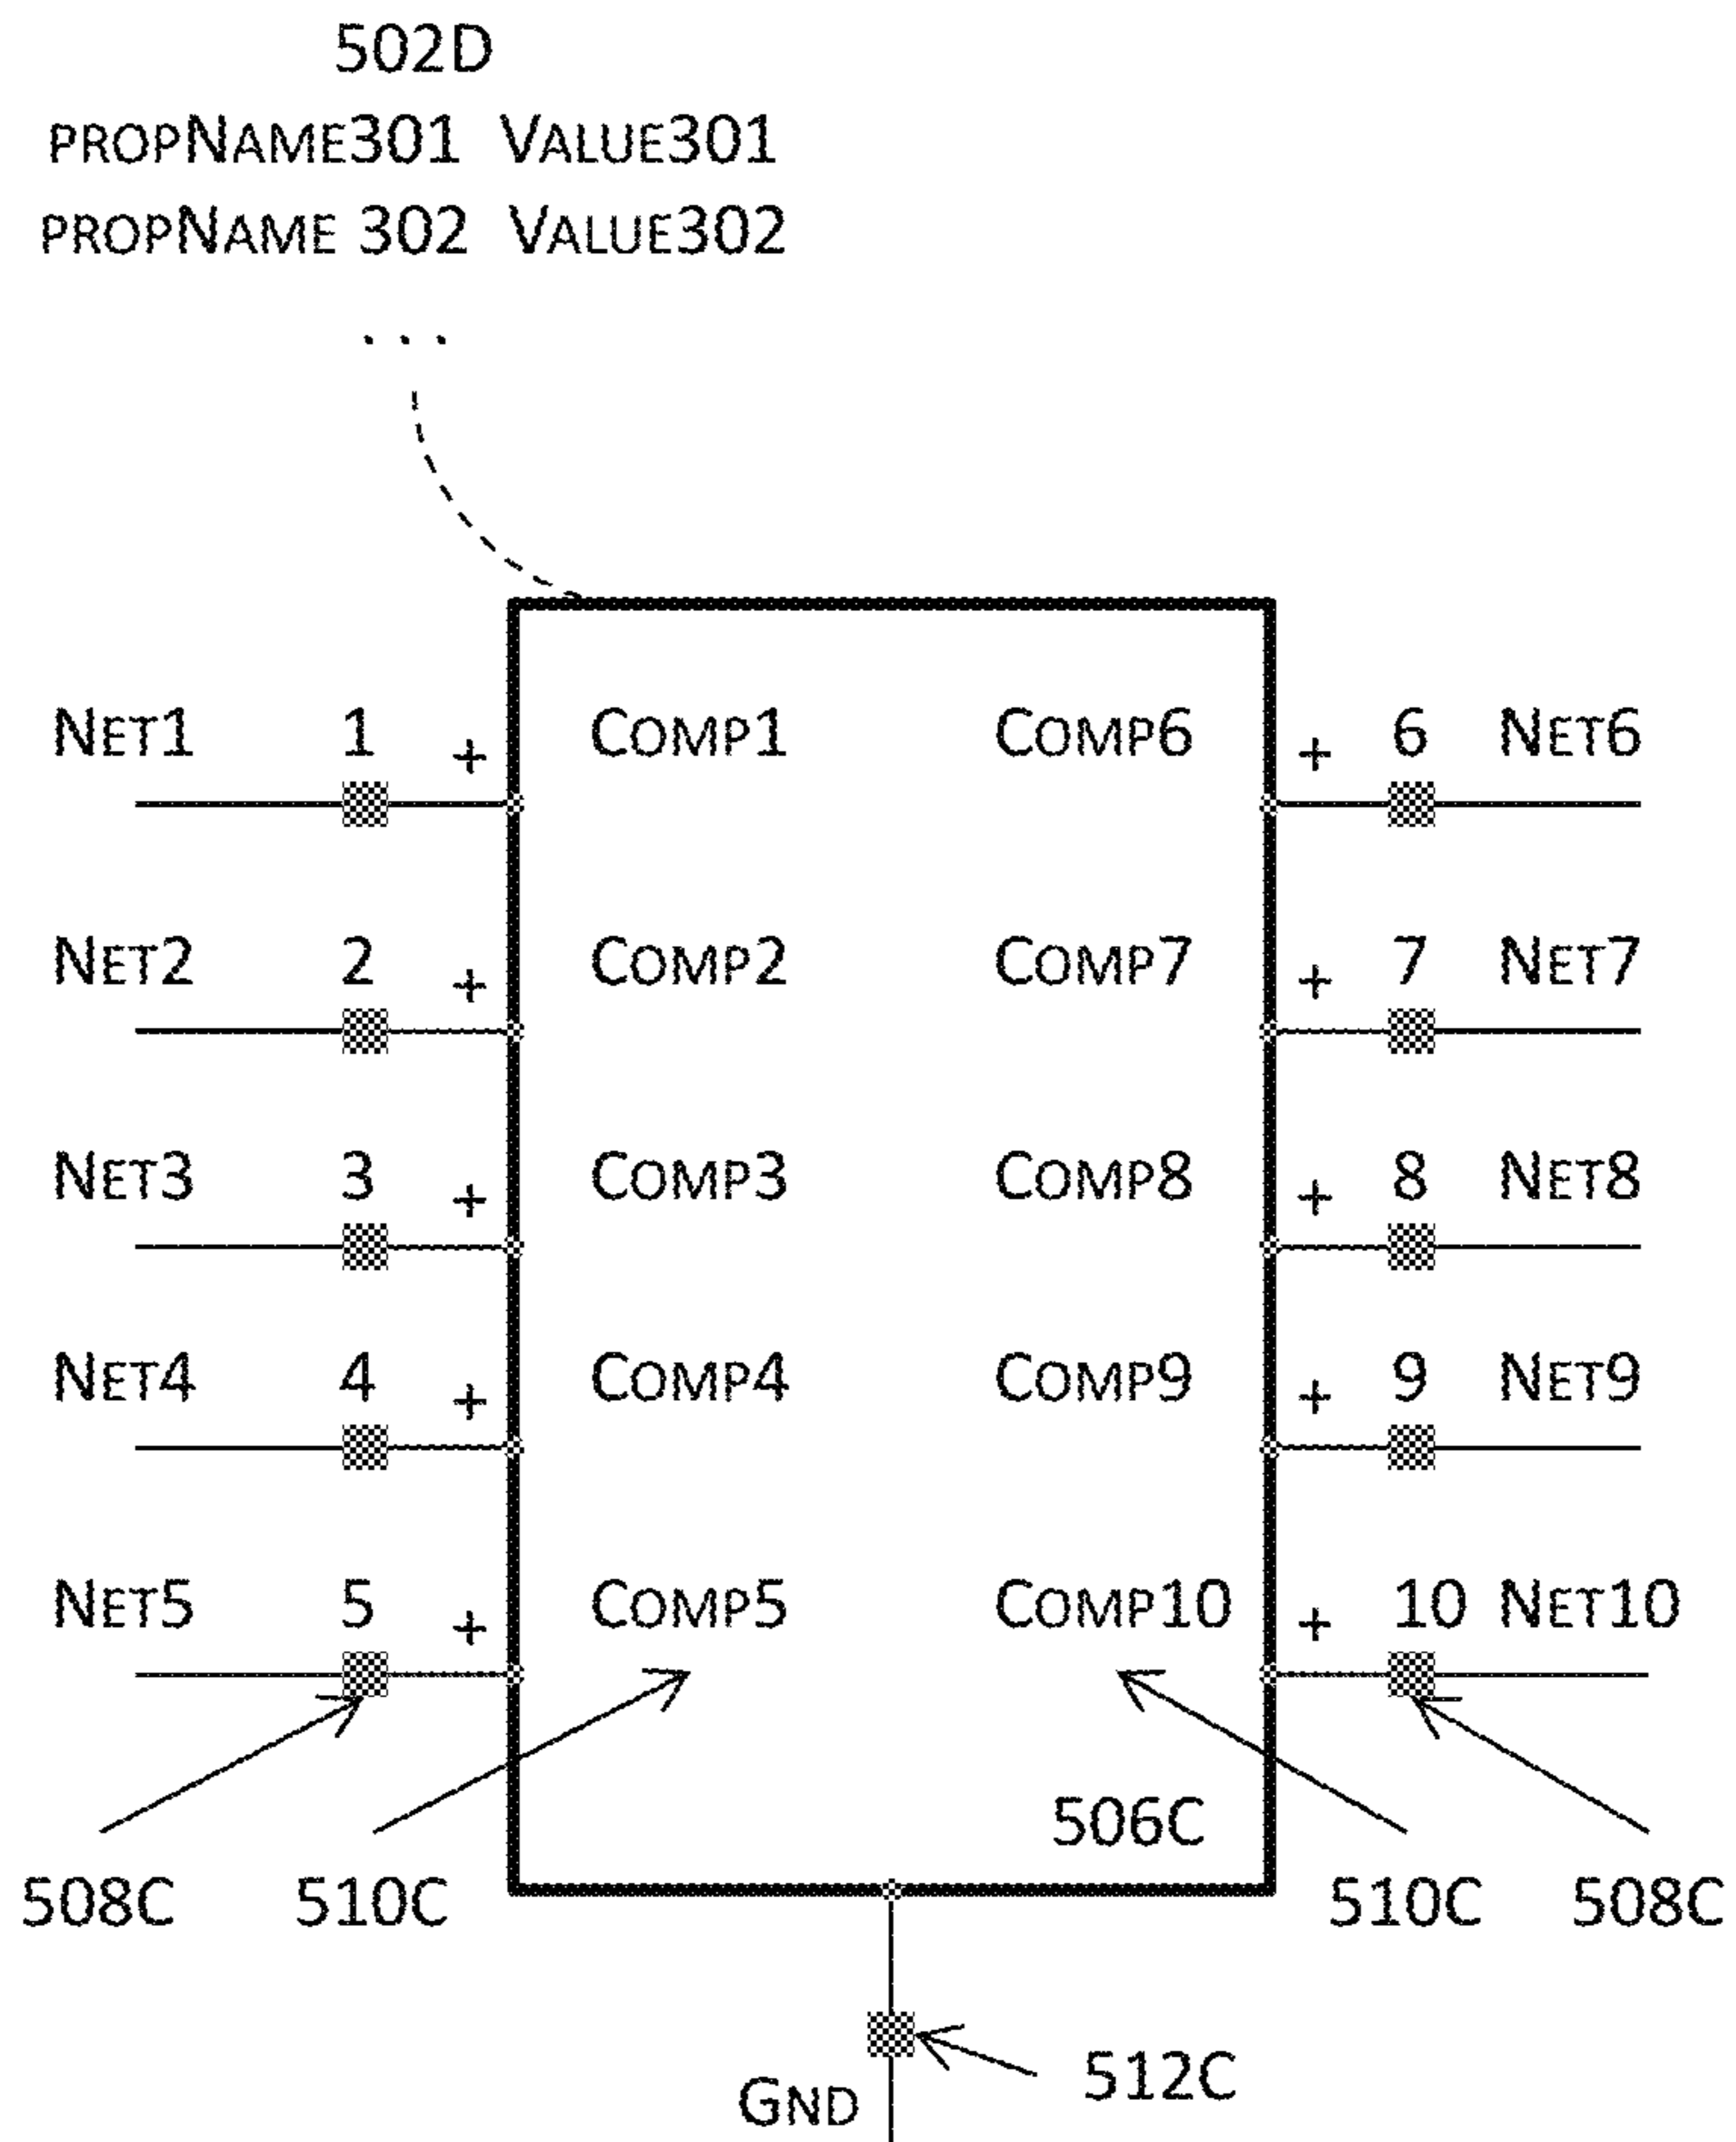 502D
PROPNAME301 VALUE301
PROPNAME 302 VALUE302
. . .
NET1 1 + COMP1 COMP6 + 6 NET6
NET2 2 + COMP2 COMP7 + 7 NET7
NET3 3 + COMP3 COMP8 + 8 NET8
NET4 4 + COMP4 COMP9 + 9 NET9
NET5 5 + COMP5 COMP10 + 10 NET10
506C
508C 510C 510C 508C
512C
GND